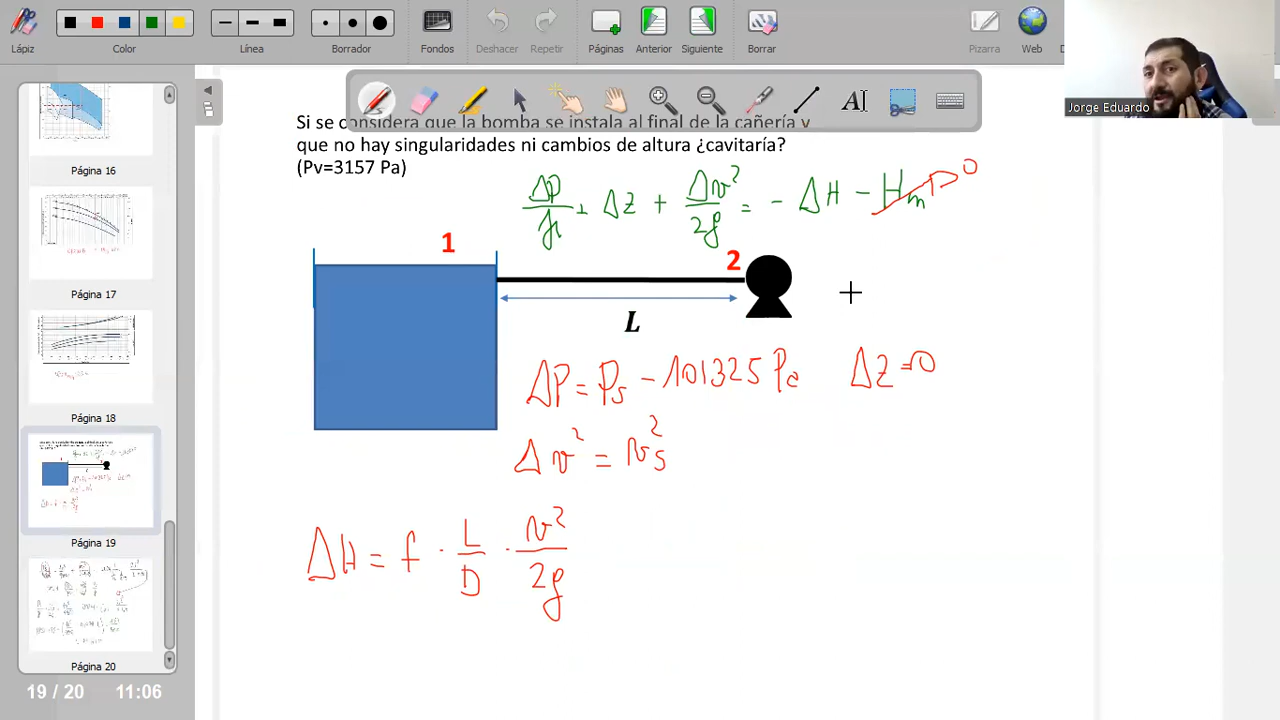 Lápiz
Color
Línea
Borrador
Fondos
Deshacer
Repetir
Páginas
Anterior
Siguiente
Borrar
Pizarra
Web
Jorge Eduardo
Página 16
Página 17
Página 18
Página 19
Página 20
19 / 20
11:06
Si se considera que la bomba se instala al final de la cañería y
que no hay singularidades ni cambios de altura ¿cavitaría?
(Pv=3157 Pa)
ΔP/γ + ΔZ + Δv²/2g = - ΔH - Hm → 0
1
2
L
ΔP = Ps - 101325 Pa ΔZ=0
Δv² = vs²
ΔH = f · L/D · v²/2g